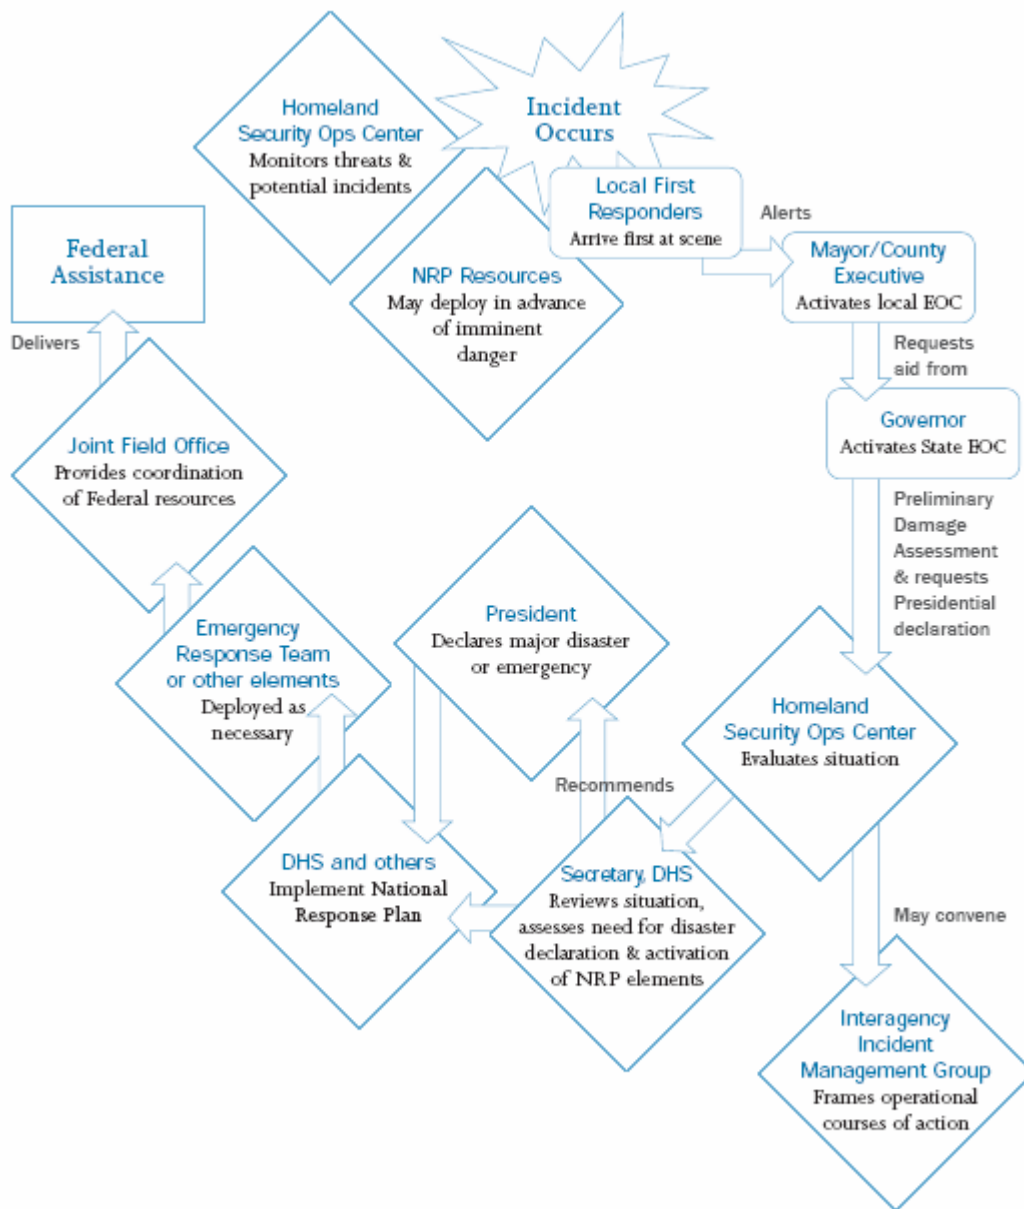 Incident
Occurs
Homeland
Security Ops Center
Monitors threats &
potential incidents
NRP Resources
May deploy in advance
of imminent
danger
Local First
Responders
Arrive first at scene
Alerts
Mayor/County
Executive
Activates local EOC
Requests
aid from
Governor
Activates State EOC
Preliminary
Damage
Assessment
& requests
Presidential
declaration
Homeland
Security Ops Center
Evaluates situation
May convene
Interagency
Incident
Management Group
Frames operational
courses of action
Secretary, DHS
Reviews situation,
assesses need for disaster
declaration & activation
of NRP elements
Recommends
President
Declares major disaster
or emergency
DHS and others
Implement National
Response Plan
Emergency
Response Team
or other elements
Deployed as
necessary
Joint Field Office
Provides coordination
of Federal resources
Delivers
Federal
Assistance